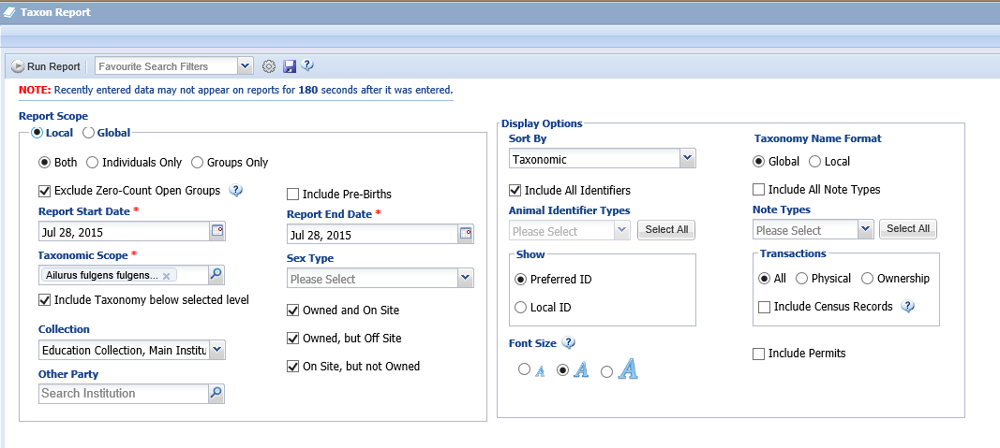 Taxon Report
Run Report
Favourite Search Filters
NOTE: Recently entered data may not appear on reports for 180 seconds after it was entered.
Report Scope
Local Global
Both Individuals Only Groups Only
Exclude Zero-Count Open Groups
Include Pre-Births
Report Start Date *
Report End Date *
Jul 28, 2015
Jul 28, 2015
Taxonomic Scope *
Sex Type
Ailurus fulgens fulgens...
Please Select
Include Taxonomy below selected level
Owned and On Site
Collection
Owned, but Off Site
Education Collection, Main Institu
On Site, but not Owned
Other Party
Search Institution
Display Options
Sort By
Taxonomy Name Format
Taxonomic
Global Local
Include All Identifiers
Include All Note Types
Animal Identifier Types
Note Types
Please Select Select All
Please Select Select All
Show
Transactions
Preferred ID
All Physical Ownership
Local ID
Include Census Records
Font Size
Include Permits
A A A